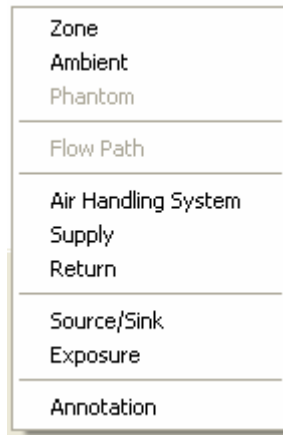 Zone
Ambient
Phantom
Flow Path
Air Handling System
Supply
Return
Source/Sink
Exposure
Annotation